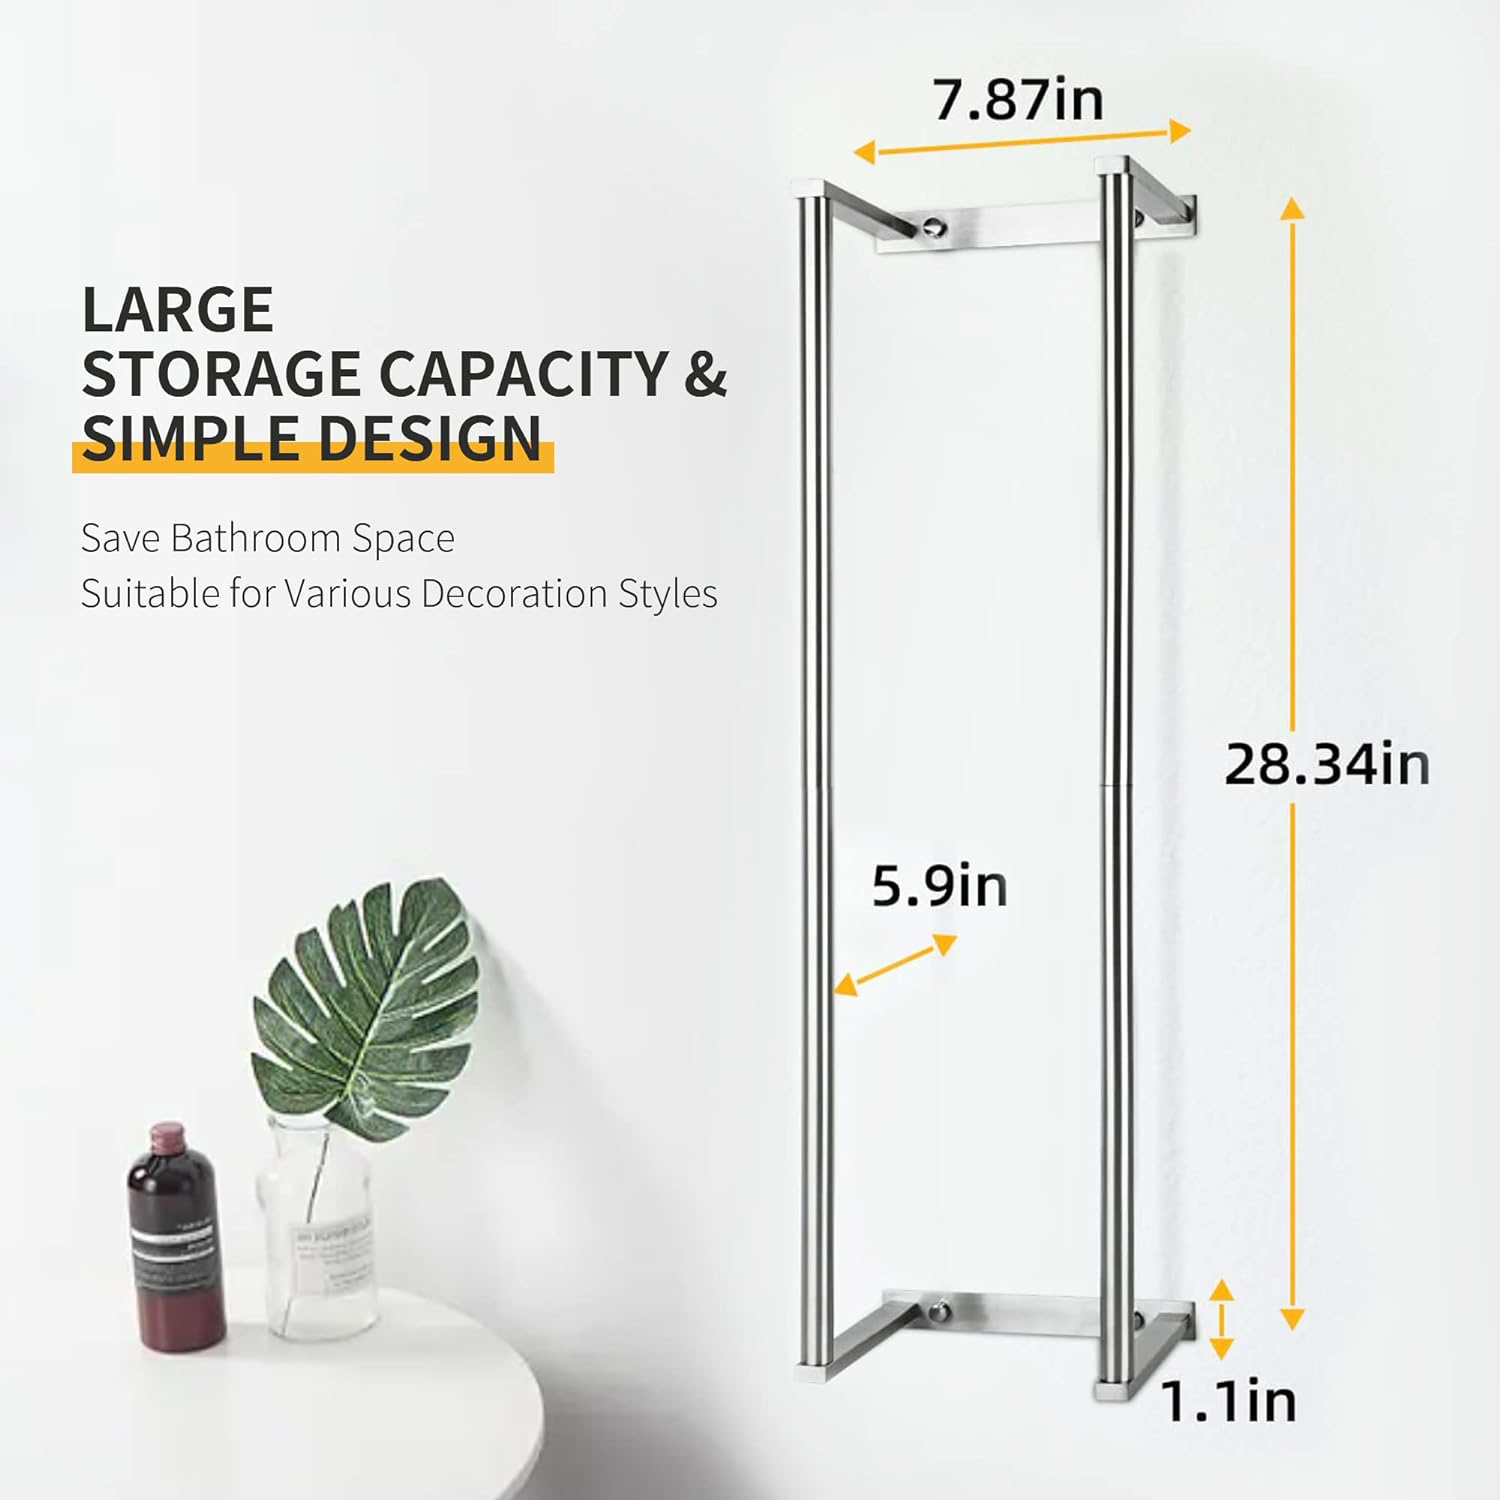 7.87in
LARGE
STORAGE CAPACITY &
SIMPLE DESIGN
Save Bathroom Space
Suitable for Various Decoration Styles
28.34in
5.9in
1.1in